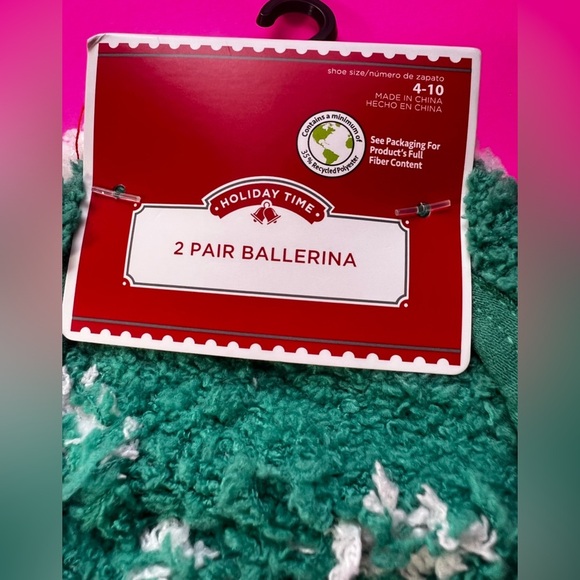 shoe size/número de zapato
4-10
MADE IN CHINA
HECHO EN CHINA
Contains a minimum of
35% Recycled Polyester
See Packaging For
Product's Full
Fiber Content
HOLIDAY TIME
2 PAIR BALLERINA